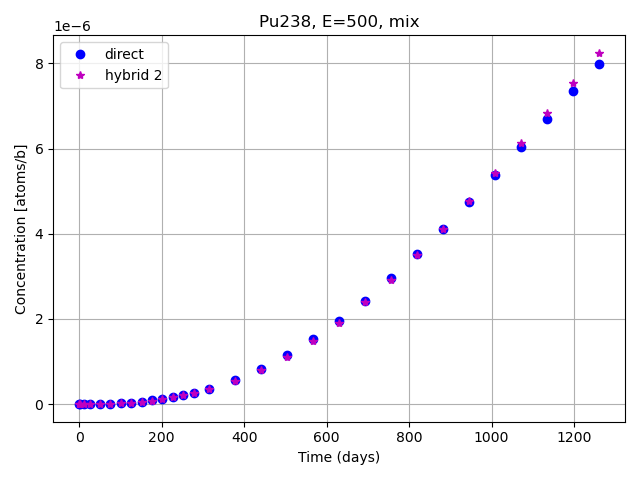 Pu238, E=500, mix
1e−6
direct
hybrid 2
8
6
4
2
0
Concentration [atoms/b]
0 200 400 600 800 1000 1200
Time (days)